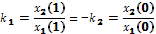 k₁ = x₂(1)/x₁(1) = -k₂ = x₂(0)/x₁(0)